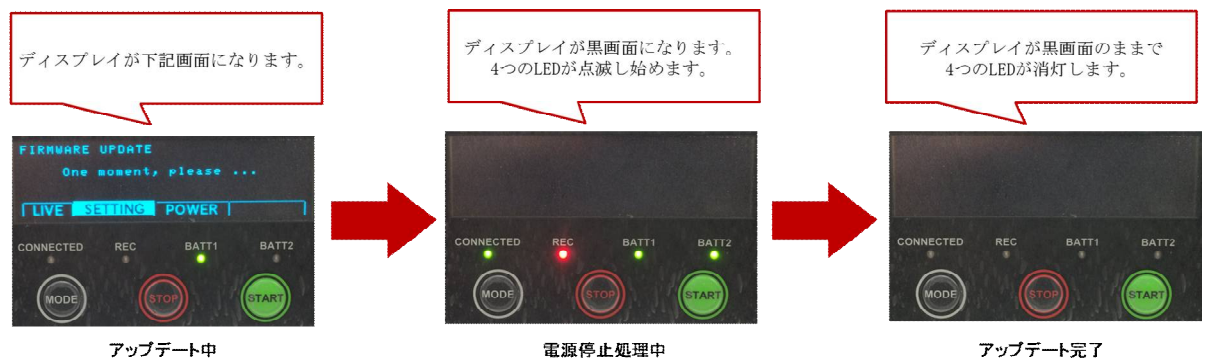 ディスプレイが下記画面になります。
FIRMWARE UPDATE
One moment, please ...
LIVE SETTING POWER
CONNECTED REC BATT1 BATT2
MODE STOP START
アップデート中
ディスプレイが黒画面になります。
4つのLEDが点滅し始めます。
CONNECTED REC BATT1 BATT2
MODE STOP START
電源停止処理中
ディスプレイが黒画面のままで
4つのLEDが消灯します。
CONNECTED REC BATT1 BATT2
MODE STOP START
アップデート完了